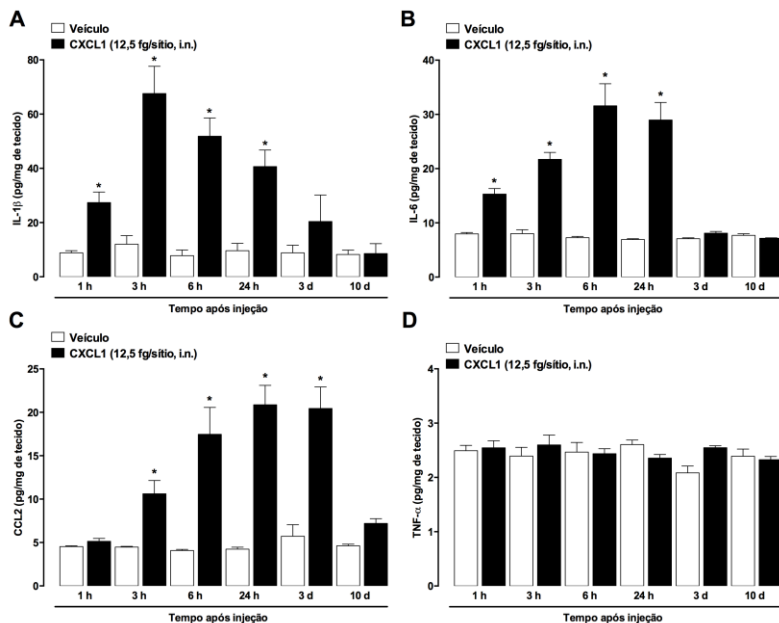 A
Veículo
CXCL1 (12,5 fg/sítio, i.n.)
IL-1β (pg/mg de tecido)
80
60
40
20
0
* * * *
1 h 3 h 6 h 24 h 3 d 10 d
Tempo após injeção
B
Veículo
CXCL1 (12,5 fg/sítio, i.n.)
IL-6 (pg/mg de tecido)
40
30
20
10
0
* * * *
1 h 3 h 6 h 24 h 3 d 10 d
Tempo após injeção
C
Veículo
CXCL1 (12,5 fg/sítio, i.n.)
CCL2 (pg/mg de tecido)
25
20
15
10
5
0
* * * *
1 h 3 h 6 h 24 h 3 d 10 d
Tempo após injeção
D
Veículo
CXCL1 (12,5 fg/sítio, i.n.)
TNF-α (pg/mg de tecido)
4
3
2
1
0
1 h 3 h 6 h 24 h 3 d 10 d
Tempo após injeção